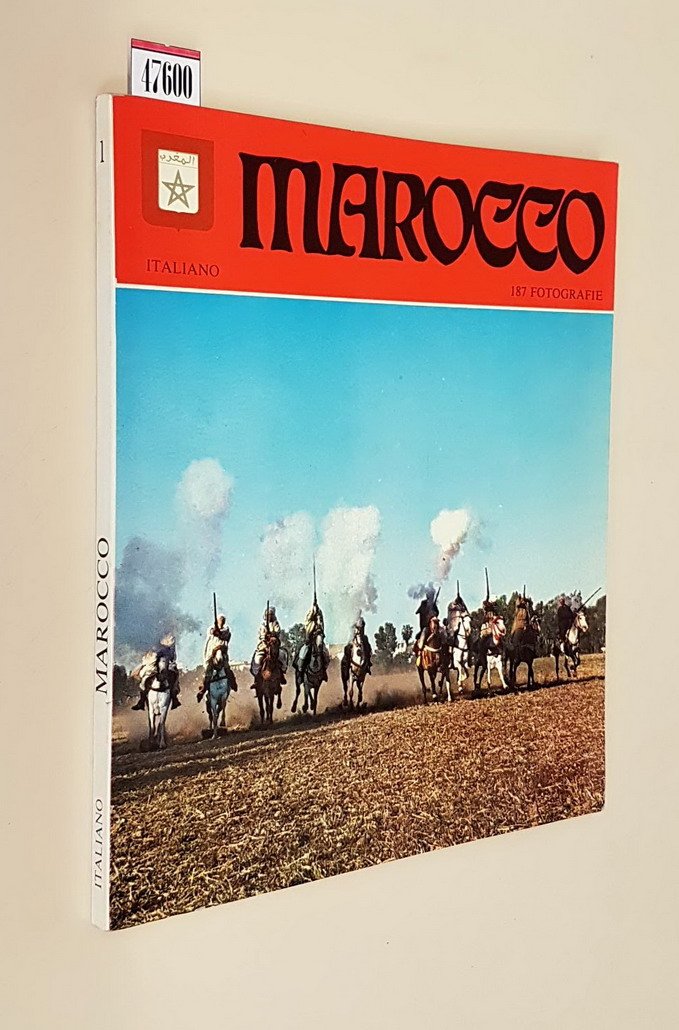 47600
المغرب
MAROCCO
ITALIANO
187 FOTOGRAFIE
1
MAROCCO
ITALIANO